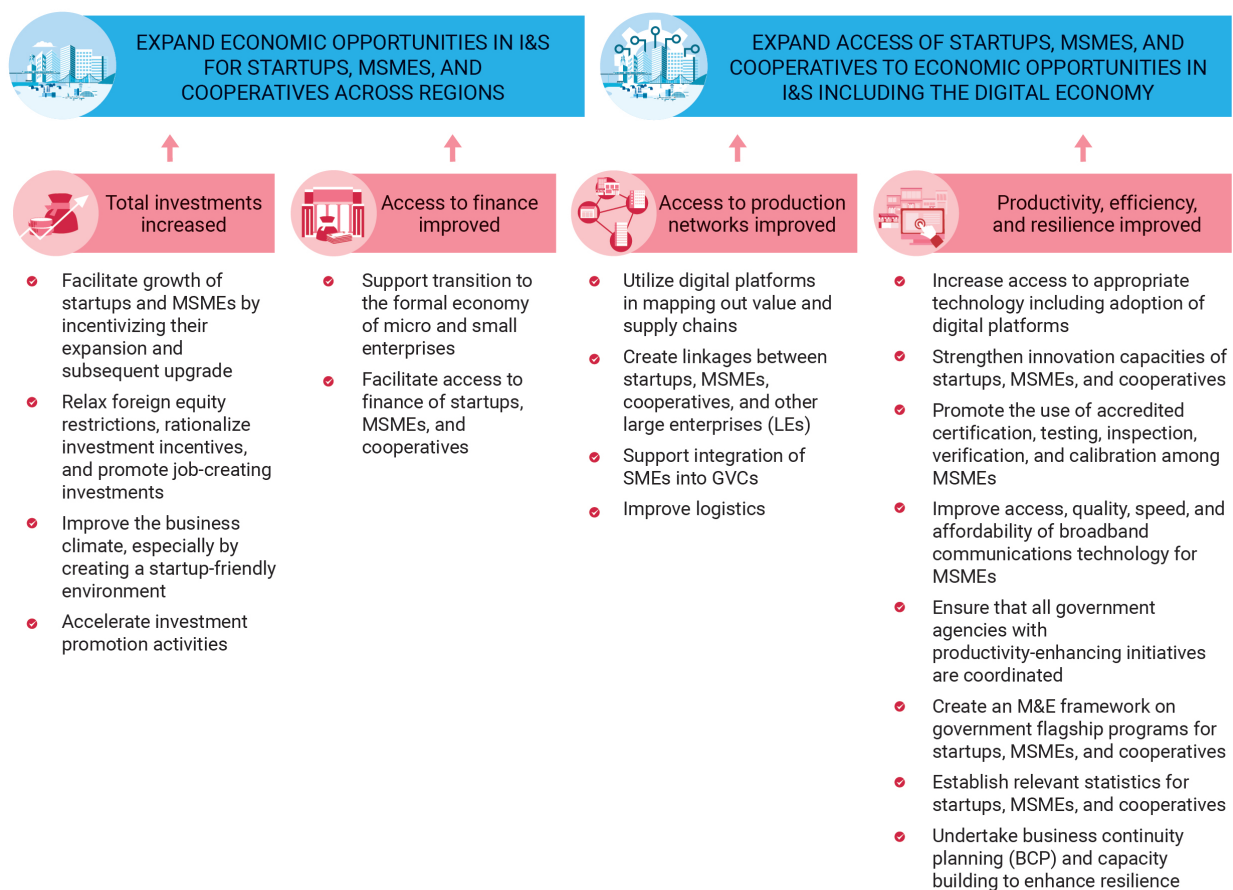 EXPAND ECONOMIC OPPORTUNITIES IN I&S
FOR STARTUPS, MSMES, AND
COOPERATIVES ACROSS REGIONS
EXPAND ACCESS OF STARTUPS, MSMES, AND
COOPERATIVES TO ECONOMIC OPPORTUNITIES IN
I&S INCLUDING THE DIGITAL ECONOMY
Total investments
increased
Facilitate growth of
startups and MSMEs by
incentivizing their
expansion and
subsequent upgrade
Relax foreign equity
restrictions, rationalize
investment incentives,
and promote job-creating
investments
Improve the business
climate, especially by
creating a startup-friendly
environment
Accelerate investment
promotion activities
Access to finance
improved
Support transition to
the formal economy
of micro and small
enterprises
Facilitate access to
finance of startups,
MSMEs, and
cooperatives
Access to production
networks improved
Utilize digital platforms
in mapping out value and
supply chains
Create linkages between
startups, MSMEs,
cooperatives, and other
large enterprises (LEs)
Support integration of
SMEs into GVCs
Improve logistics
Productivity, efficiency,
and resilience improved
Increase access to appropriate
technology including adoption of
digital platforms
Strengthen innovation capacities of
startups, MSMEs, and cooperatives
Promote the use of accredited
certification, testing, inspection,
verification, and calibration among
MSMEs
Improve access, quality, speed, and
affordability of broadband
communications technology for
MSMEs
Ensure that all government
agencies with
productivity-enhancing initiatives
are coordinated
Create an M&E framework on
government flagship programs for
startups, MSMEs, and cooperatives
Establish relevant statistics for
startups, MSMEs, and cooperatives
Undertake business continuity
planning (BCP) and capacity
building to enhance resilience